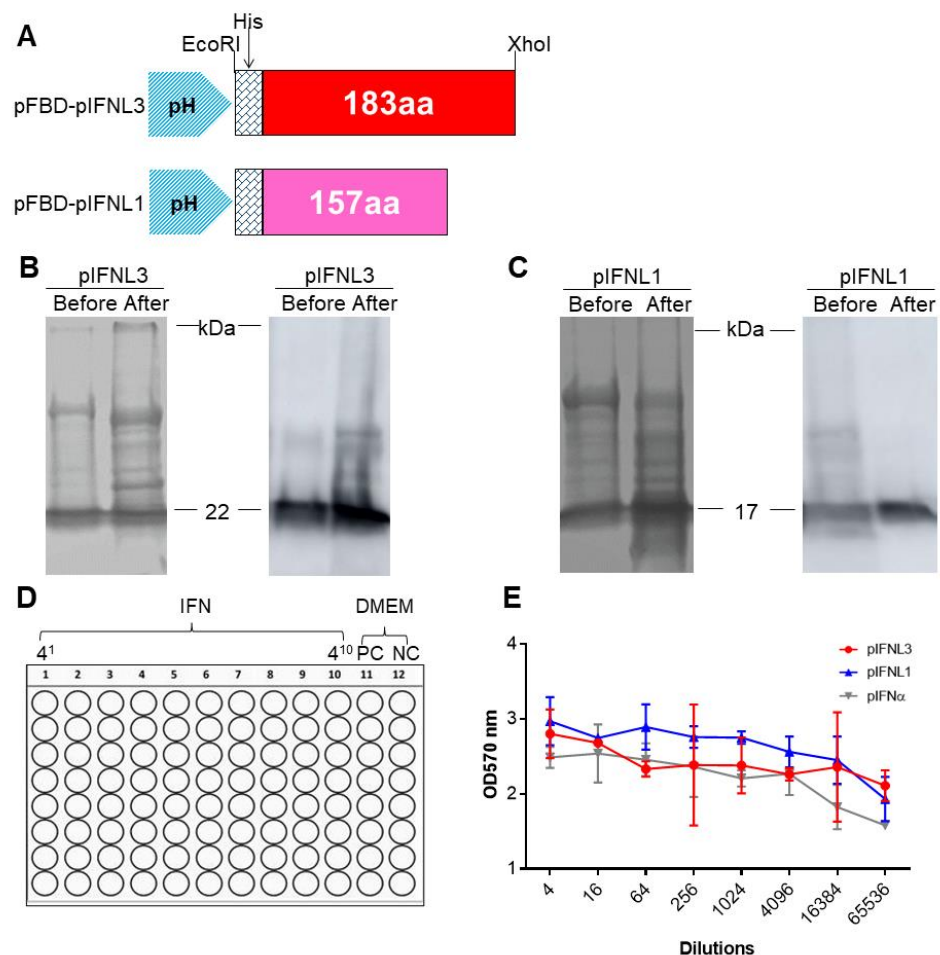 A
His
EcoRI
XhoI
pFBD-pIFNL3
pH
183aa
pFBD-pIFNL1
pH
157aa
B
pIFNL3
Before After
kDa
pIFNL3
Before After
22
C
pIFNL1
Before After
kDa
pIFNL1
Before After
17
D
IFN
DMEM
4¹
4¹⁰ PC NC
1 2 3 4 5 6 7 8 9 10 11 12
E
pIFNL3
pIFNL1
pIFNα
OD570 nm
4
3
2
1
4 16 64 256 1024 4096 16384 65536
Dilutions